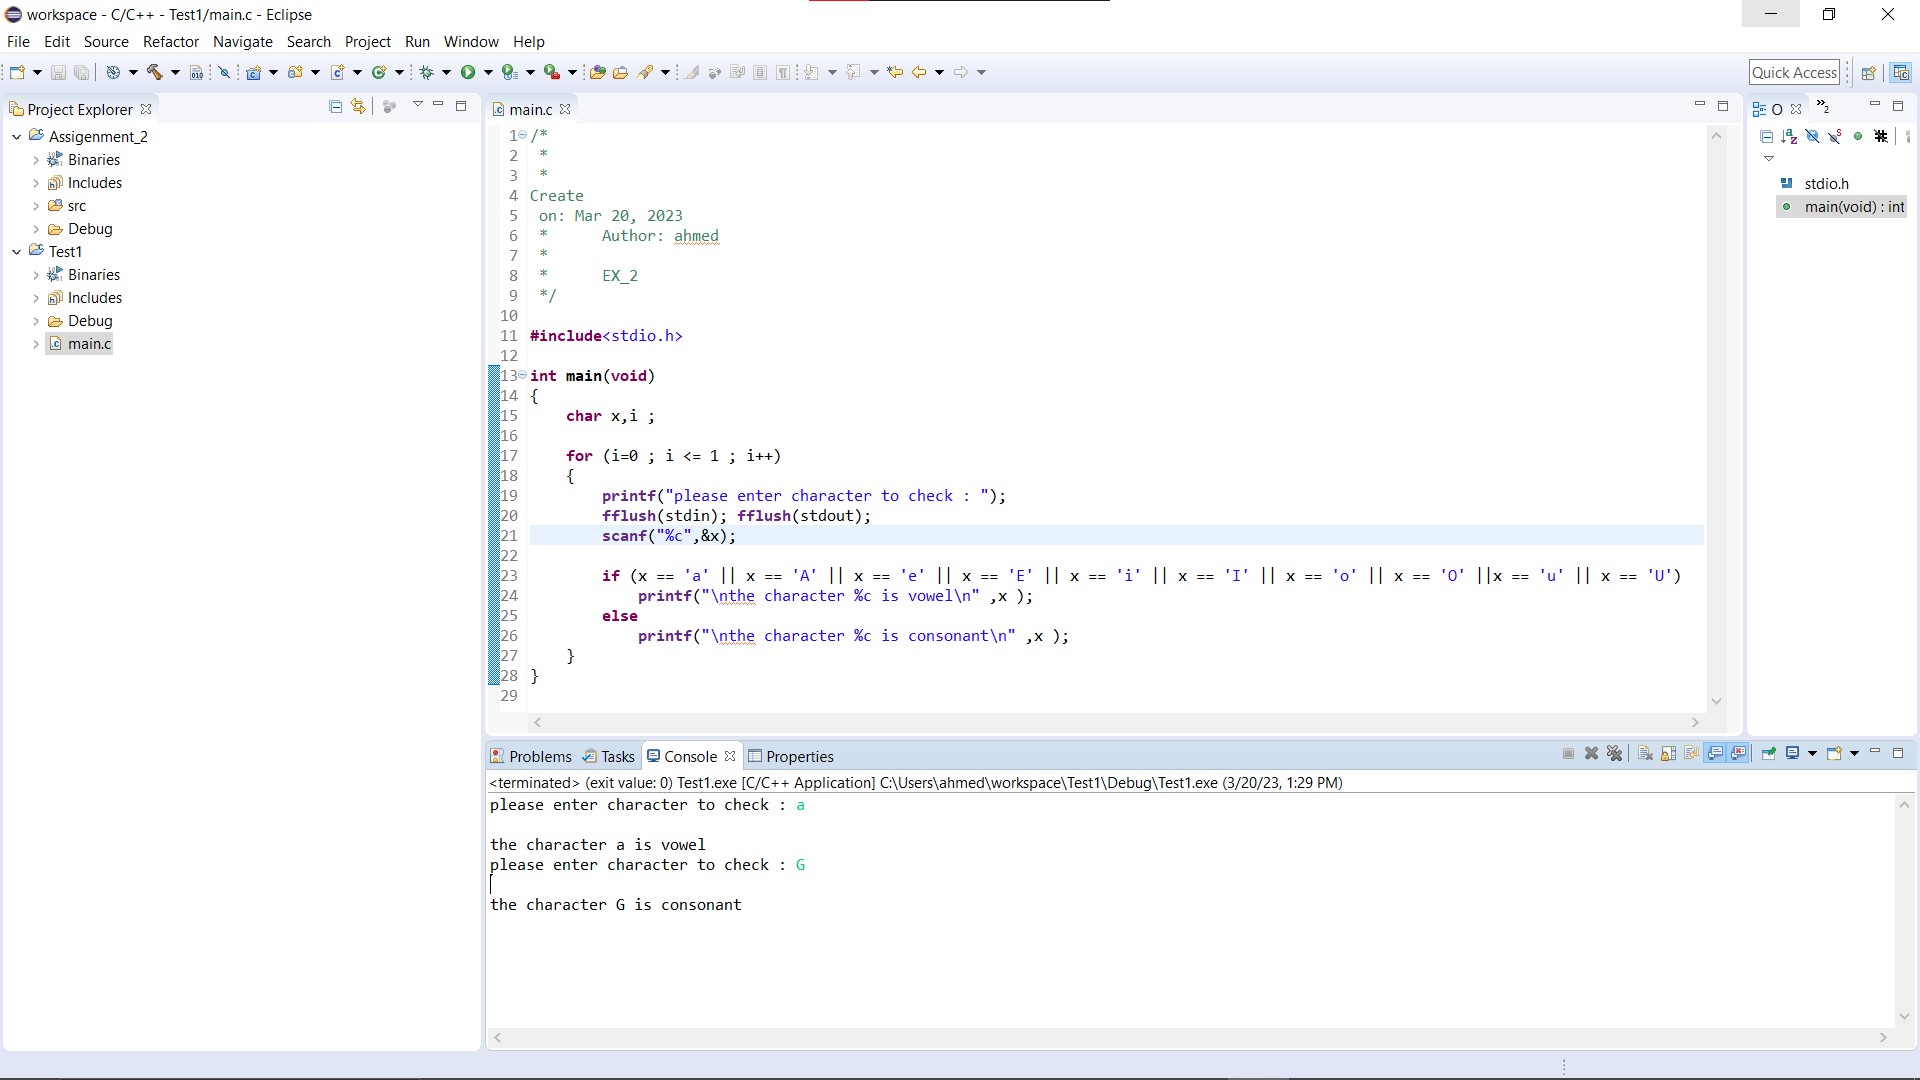 workspace - C/C++ - Test1/main.c - Eclipse
File Edit Source Refactor Navigate Search Project Run Window Help
Quick Access
Project Explorer
Assigenment_2
Binaries
Includes
src
Debug
Test1
Binaries
Includes
Debug
main.c
main.c
1 /*
2  *
3  *
4 Create
5  on: Mar 20, 2023
6  *      Author: ahmed
7  *
8  *      EX_2
9  */
10
11 #include<stdio.h>
12
13 int main(void)
14 {
15     char x,i ;
16
17     for (i=0 ; i <= 1 ; i++)
18     {
19         printf("please enter character to check : ");
20         fflush(stdin); fflush(stdout);
21         scanf("%c",&x);
22
23         if (x == 'a' || x == 'A' || x == 'e' || x == 'E' || x == 'i' || x == 'I' || x == 'o' || x == 'O' ||x == 'u' || x == 'U')
24             printf("\nthe character %c is vowel\n" ,x );
25         else
26             printf("\nthe character %c is consonant\n" ,x );
27     }
28 }
29
O
»2
stdio.h
main(void) : int
Problems Tasks Console Properties
<terminated> (exit value: 0) Test1.exe [C/C++ Application] C:\Users\ahmed\workspace\Test1\Debug\Test1.exe (3/20/23, 1:29 PM)
please enter character to check : a
the character a is vowel
please enter character to check : G
the character G is consonant